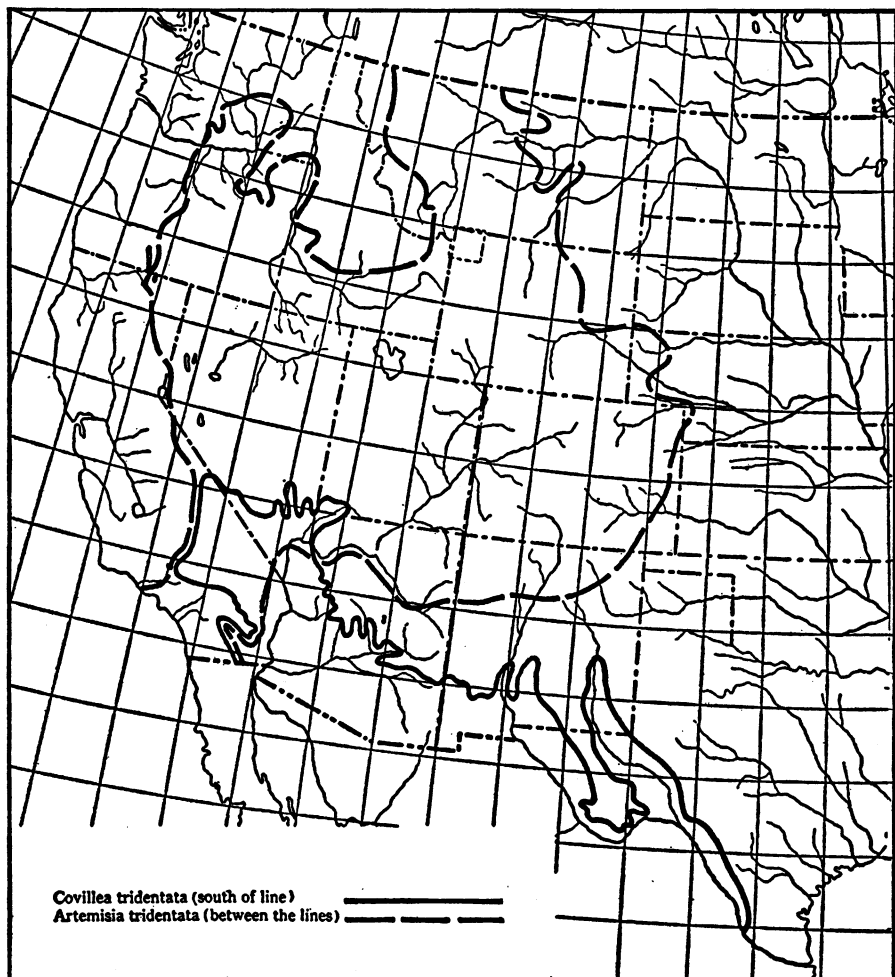 Covillea tridentata (south of line)
Artemisia tridentata (between the lines)